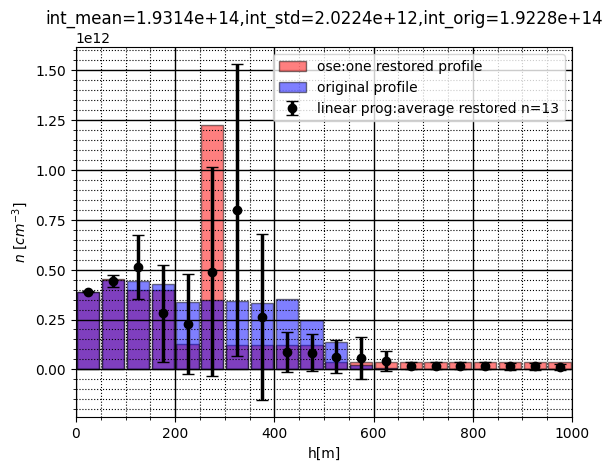 int_mean=1.9314e+14,int_std=2.0224e+12,int_orig=1.9228e+14
1e12
ose:one restored profile
original profile
linear prog:average restored n=13
1.50
1.25
1.00
0.75
0.50
0.25
0.00
n [cm⁻³]
0 200 400 600 800 1000
h[m]